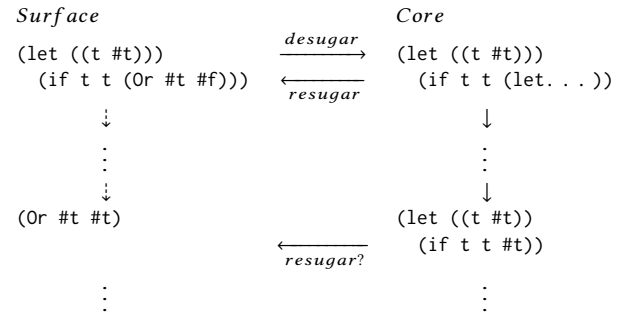 Surface Core
(let ((t #t))) desugar (let ((t #t)))
(if t t (Or #t #f))) resugar (if t t (let. . . ))
(Or #t #t) (let ((t #t))
(if t t #t))
resugar?